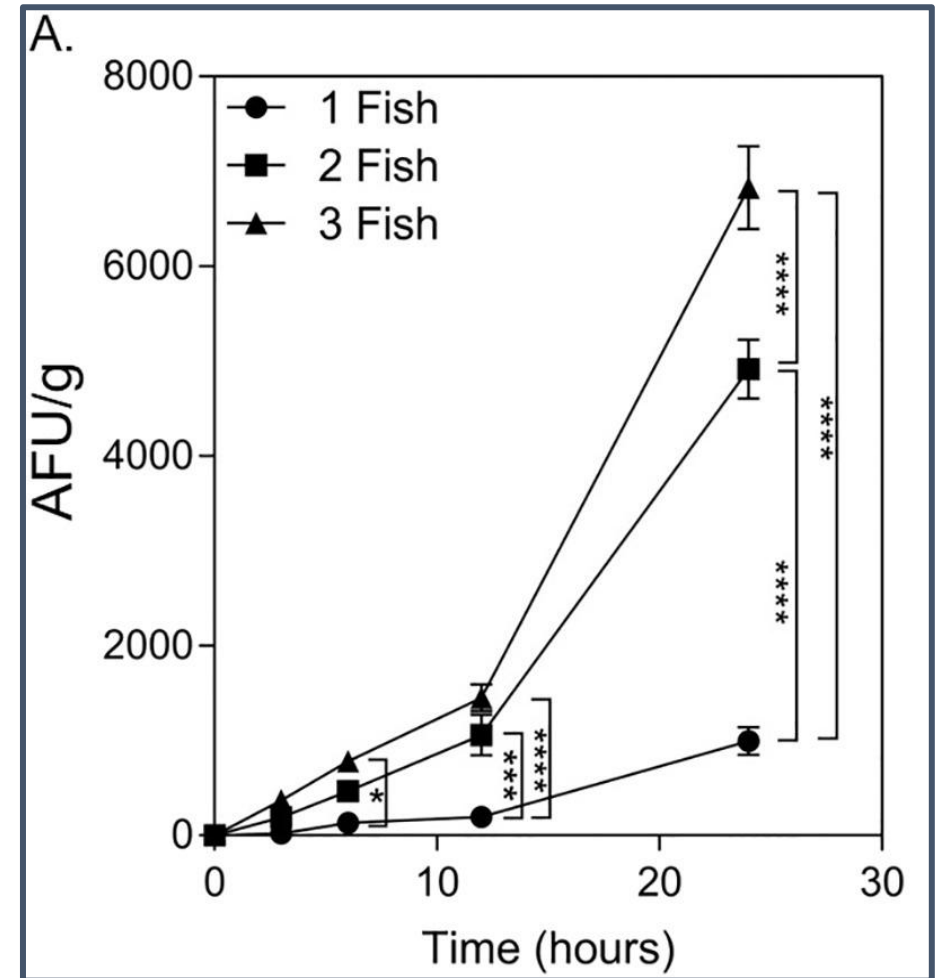 A.
8000
1 Fish
2 Fish
3 Fish
6000
4000
2000
0
AFU/g
****
****
****
*
***
****
0 10 20 30
Time (hours)